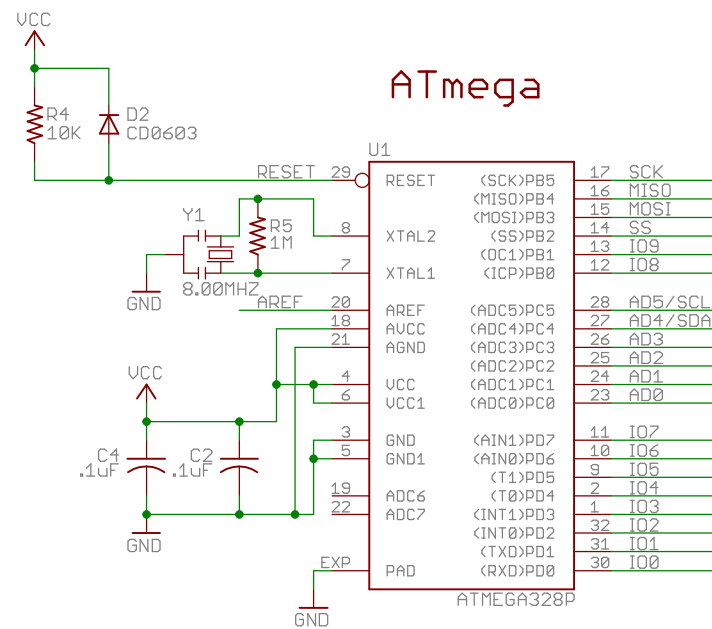 VCC
ATmega
R4
10K
D2
CD0603
U1
RESET 29 RESET (SCK)PB5 17 SCK
(MISO)PB4 16 MISO
(MOSI)PB3 15 MOSI
Y1 R5 1M 8 XTAL2 (SS)PB2 14 SS
(OC1)PB1 13 IO9
7 XTAL1 (ICP)PB0 12 IO8
8.00MHZ
GND
AREF 20 AREF (ADC5)PC5 28 AD5/SCL
18 AVCC (ADC4)PC4 27 AD4/SDA
21 AGND (ADC3)PC3 26 AD3
(ADC2)PC2 25 AD2
VCC
4 VCC (ADC1)PC1 24 AD1
6 VCC1 (ADC0)PC0 23 AD0
3 GND (AIN1)PD7 11 IO7
C4 .1uF
C2 .1uF
5 GND1 (AIN0)PD6 10 IO6
(T1)PD5 9 IO5
19 ADC6 (T0)PD4 2 IO4
22 ADC7 (INT1)PD3 1 IO3
GND
(INT0)PD2 32 IO2
(TXD)PD1 31 IO1
EXP PAD (RXD)PD0 30 IO0
ATMEGA328P
GND